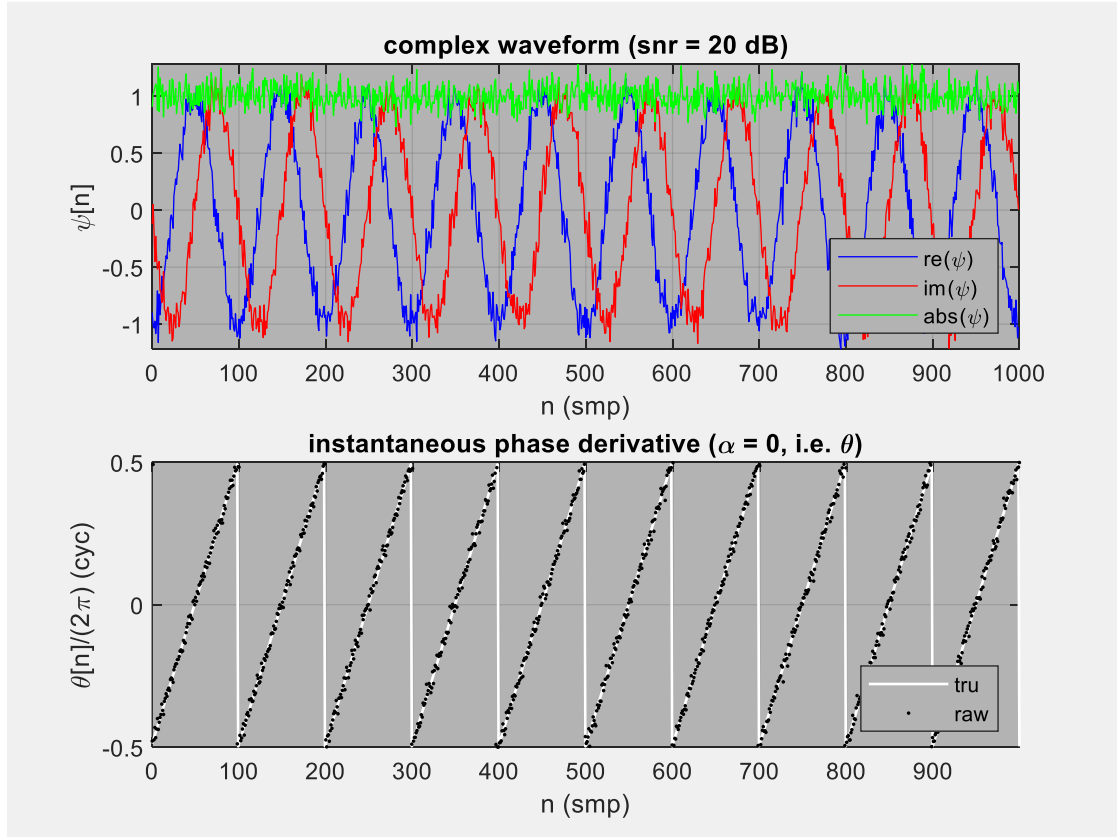 complex waveform (snr = 20 dB)
1
0.5
0
-0.5
-1
ψ[n]
re(ψ)
im(ψ)
abs(ψ)
0 100 200 300 400 500 600 700 800 900 1000
n (smp)
instantaneous phase derivative (α = 0, i.e. θ)
0.5
0
-0.5
θ[n]/(2π) (cyc)
tru
raw
0 100 200 300 400 500 600 700 800 900
n (smp)